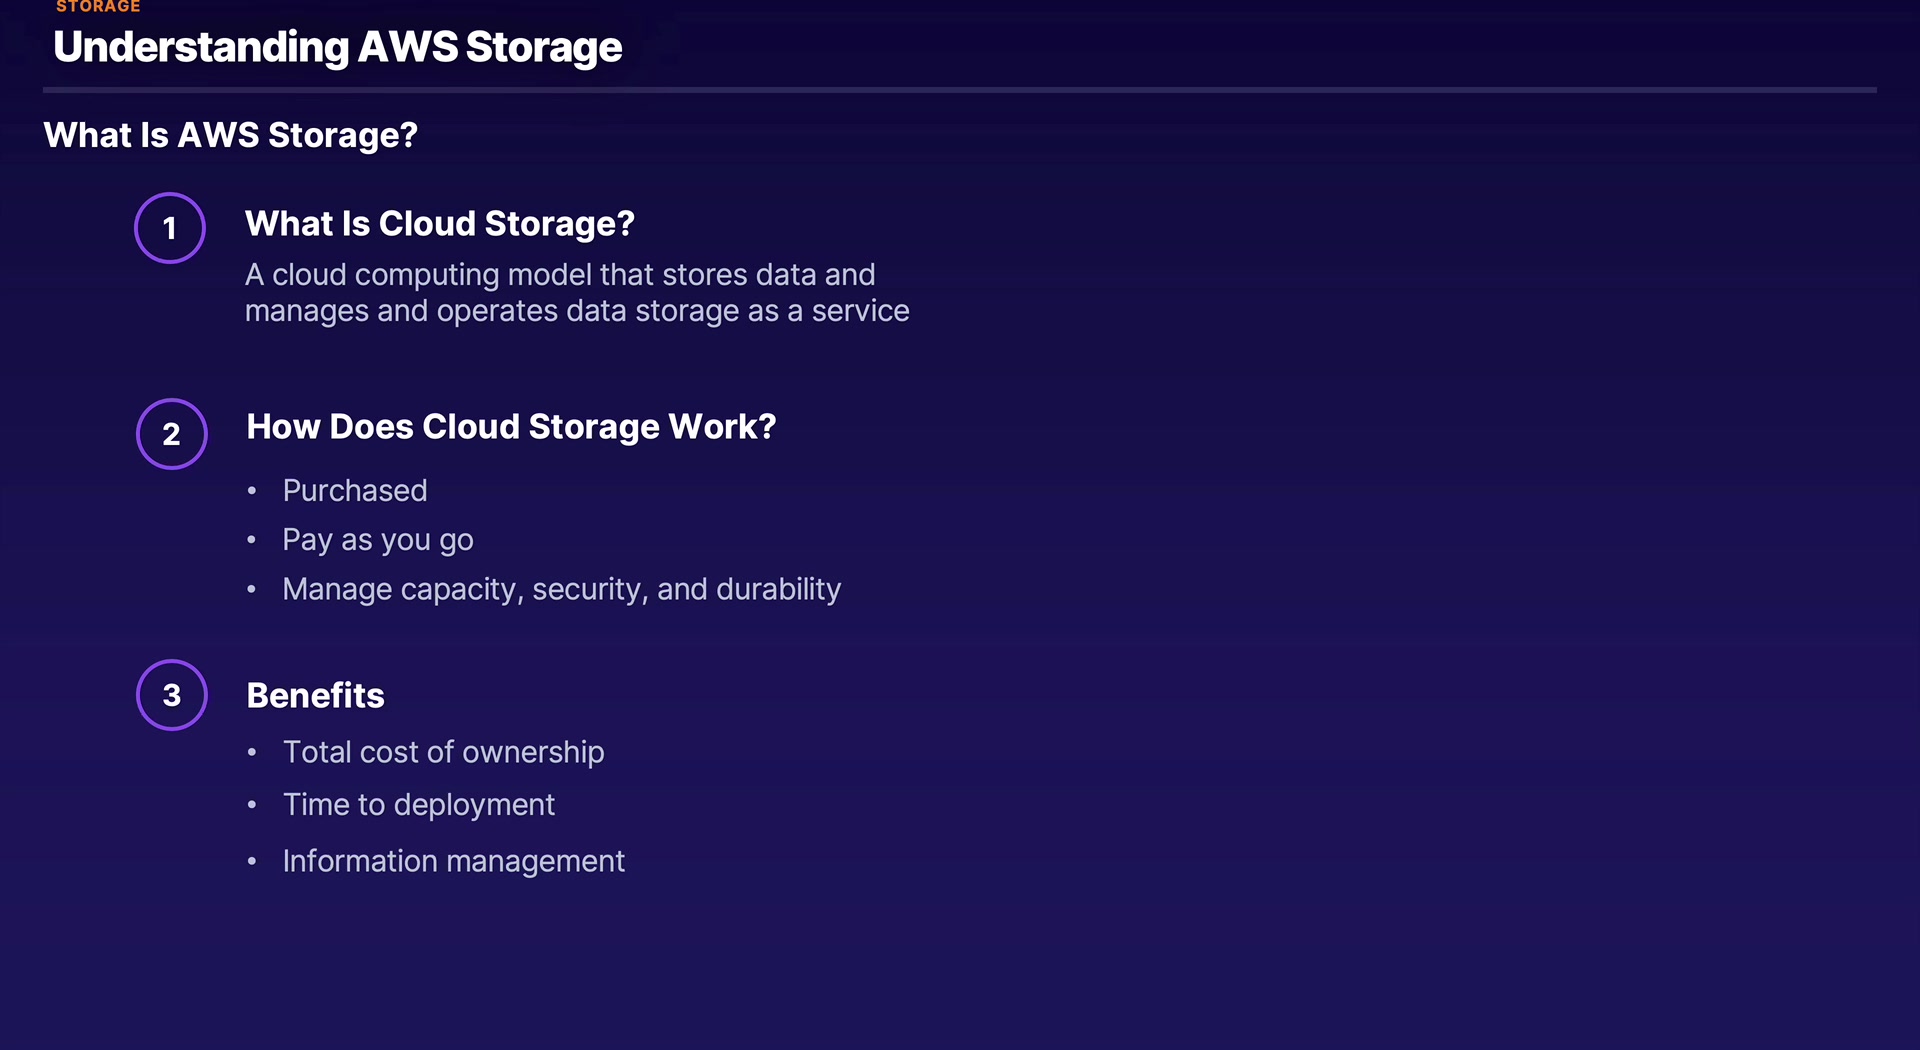 STORAGE
Understanding AWS Storage
What Is AWS Storage?
1
What Is Cloud Storage?
A cloud computing model that stores data and
manages and operates data storage as a service
2
How Does Cloud Storage Work?
• Purchased
• Pay as you go
• Manage capacity, security, and durability
3
Benefits
• Total cost of ownership
• Time to deployment
• Information management